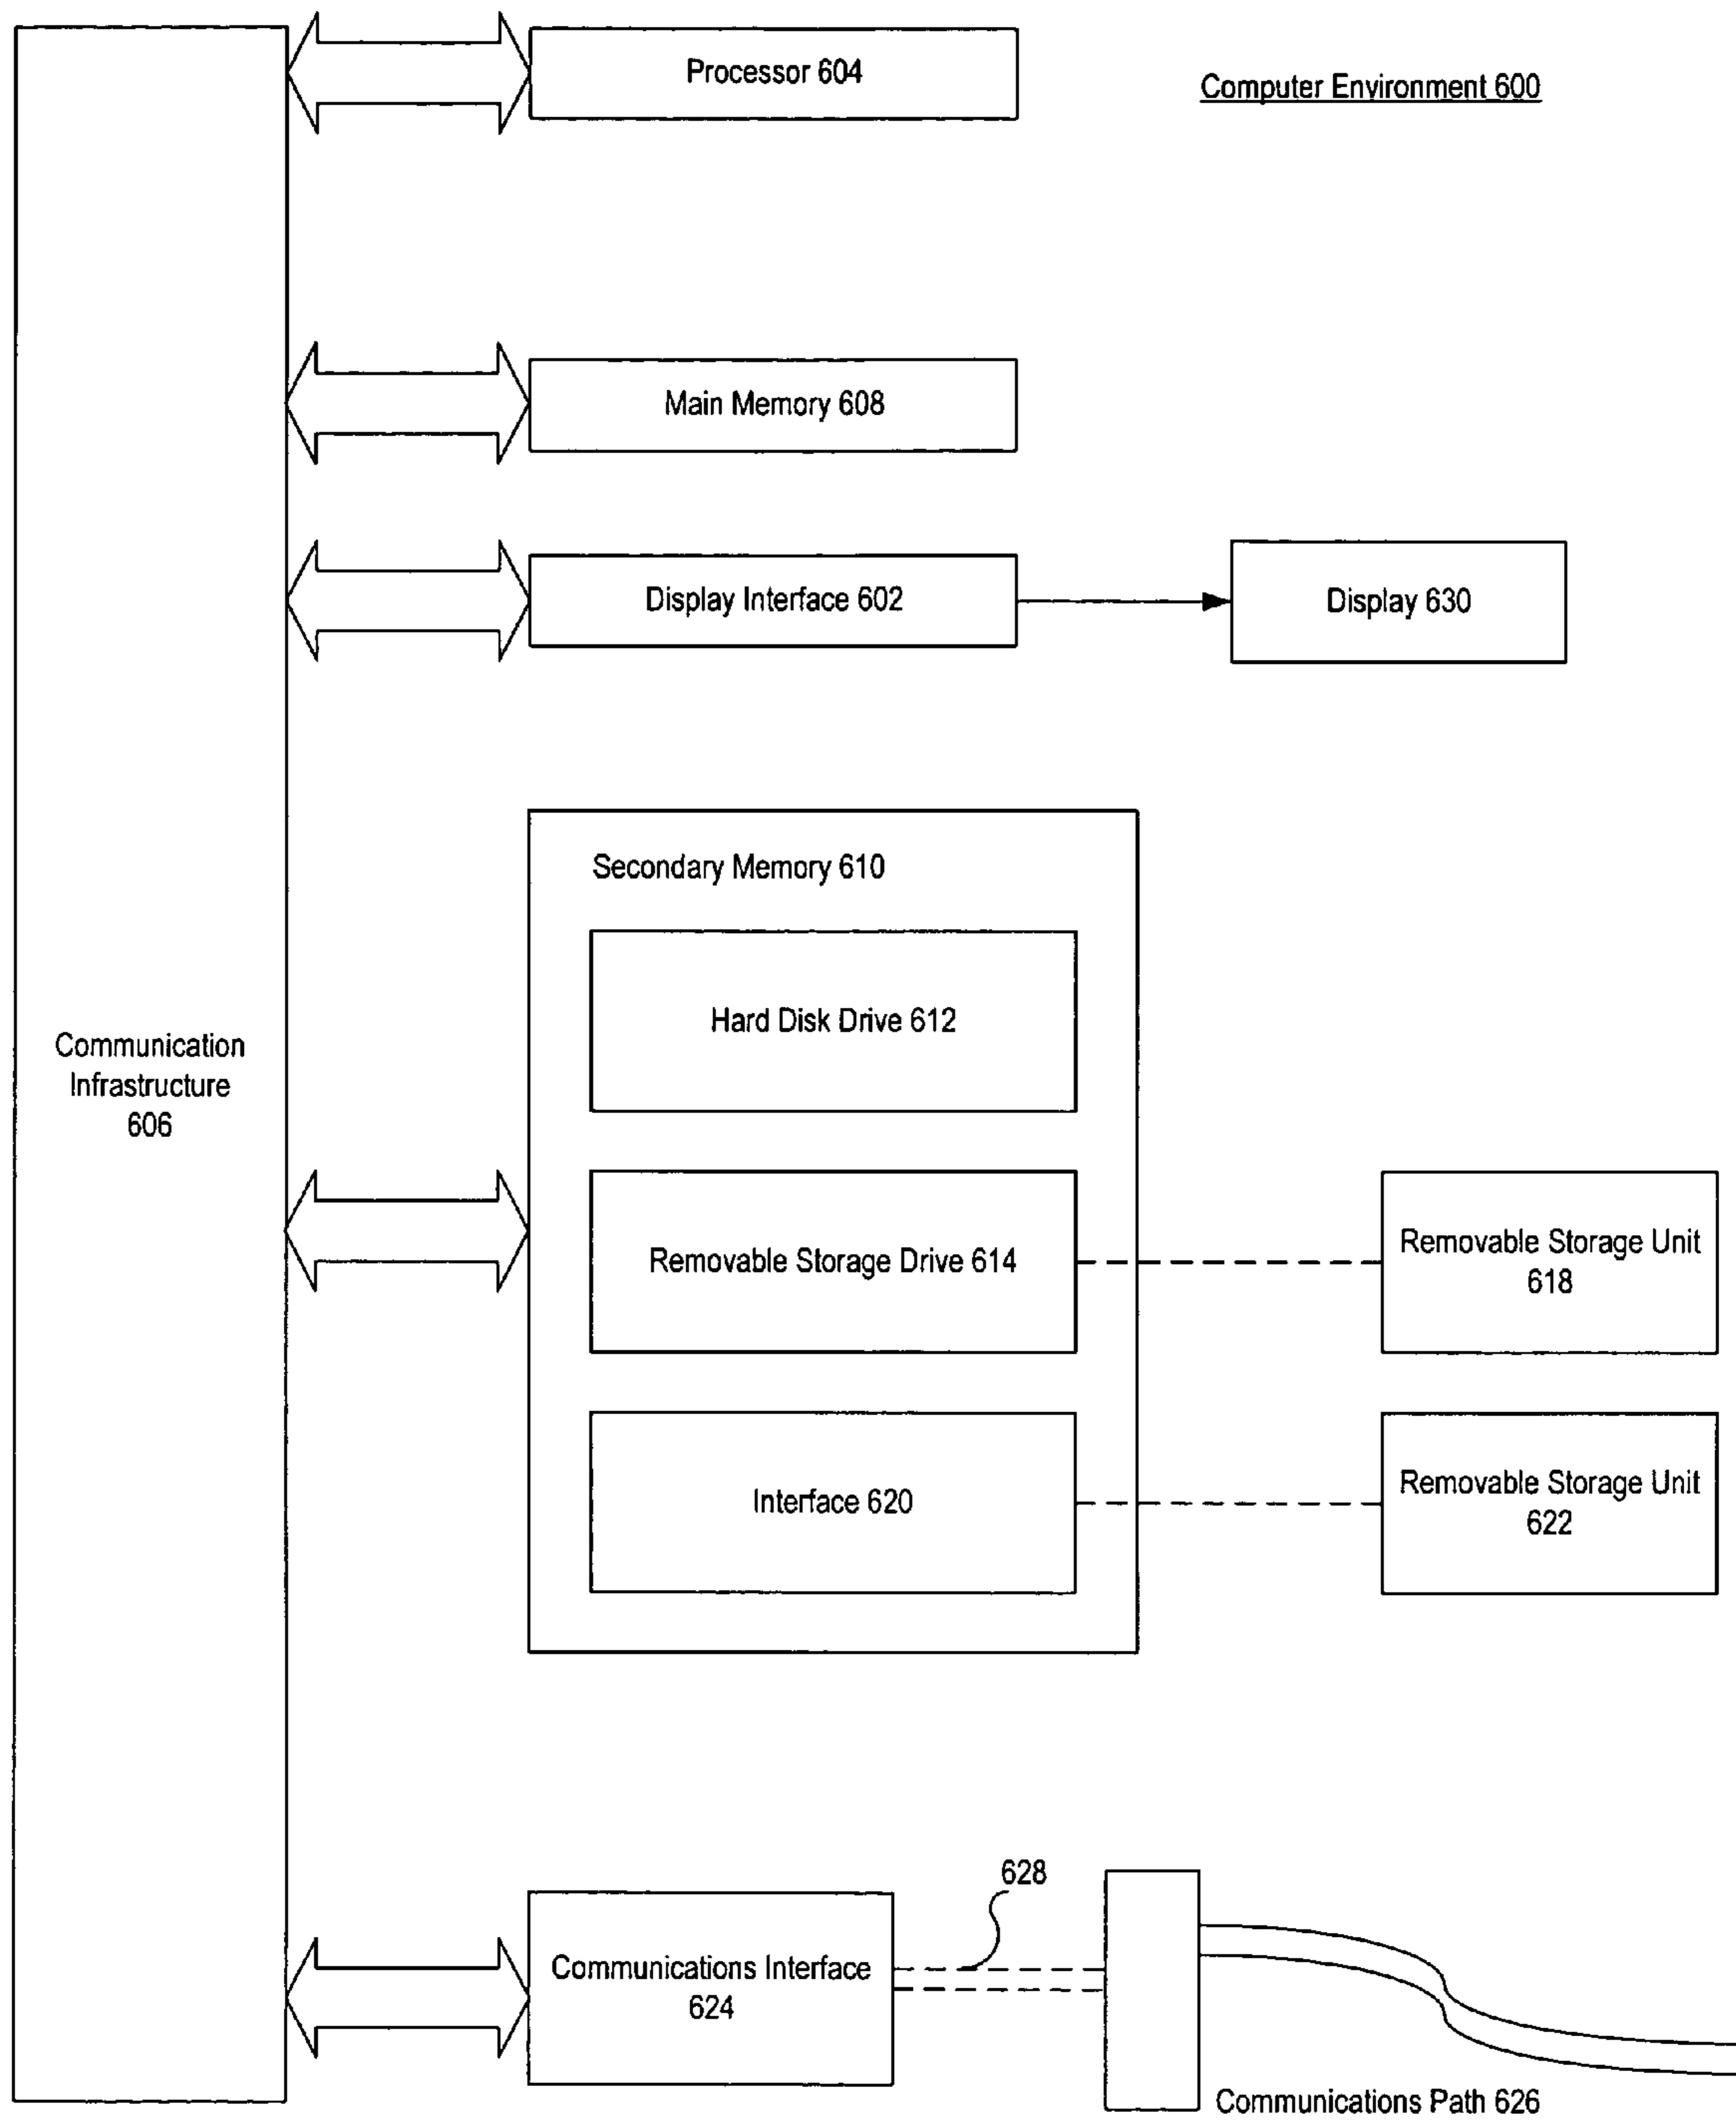 Processor 604
Computer Environment 600
Main Memory 608
Display Interface 602
Display 630
Secondary Memory 610
Hard Disk Drive 612
Communication
Infrastructure
606
Removable Storage Drive 614
Removable Storage Unit
618
Interface 620
Removable Storage Unit
622
628
Communications Interface
624
Communications Path 626